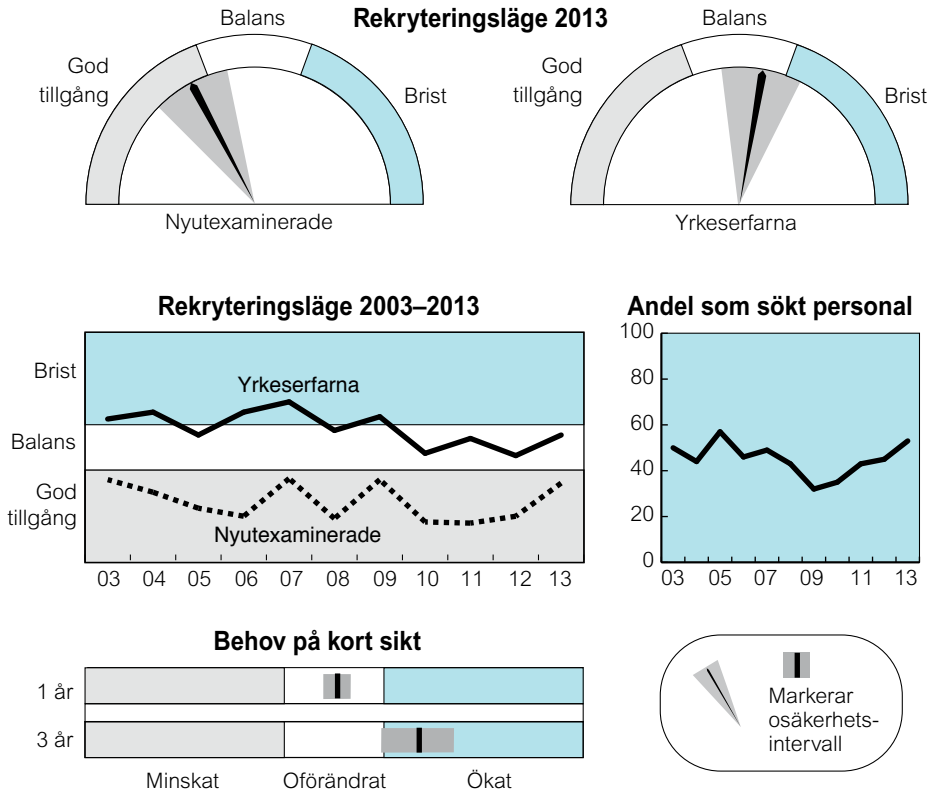 Rekryteringsläge 2013
Balans
God
tillgång
Brist
Nyutexaminerade
Balans
God
tillgång
Brist
Yrkeserfarna
Rekryteringsläge 2003–2013
Brist
Balans
God
tillgång
Yrkeserfarna
Nyutexaminerade
03 04 05 06 07 08 09 10 11 12 13
Andel som sökt personal
100
80
60
40
20
0
03 05 07 09 11 13
Behov på kort sikt
1 år
3 år
Minskat Oförändrat Ökat
Markerar
osäkerhets-
intervall